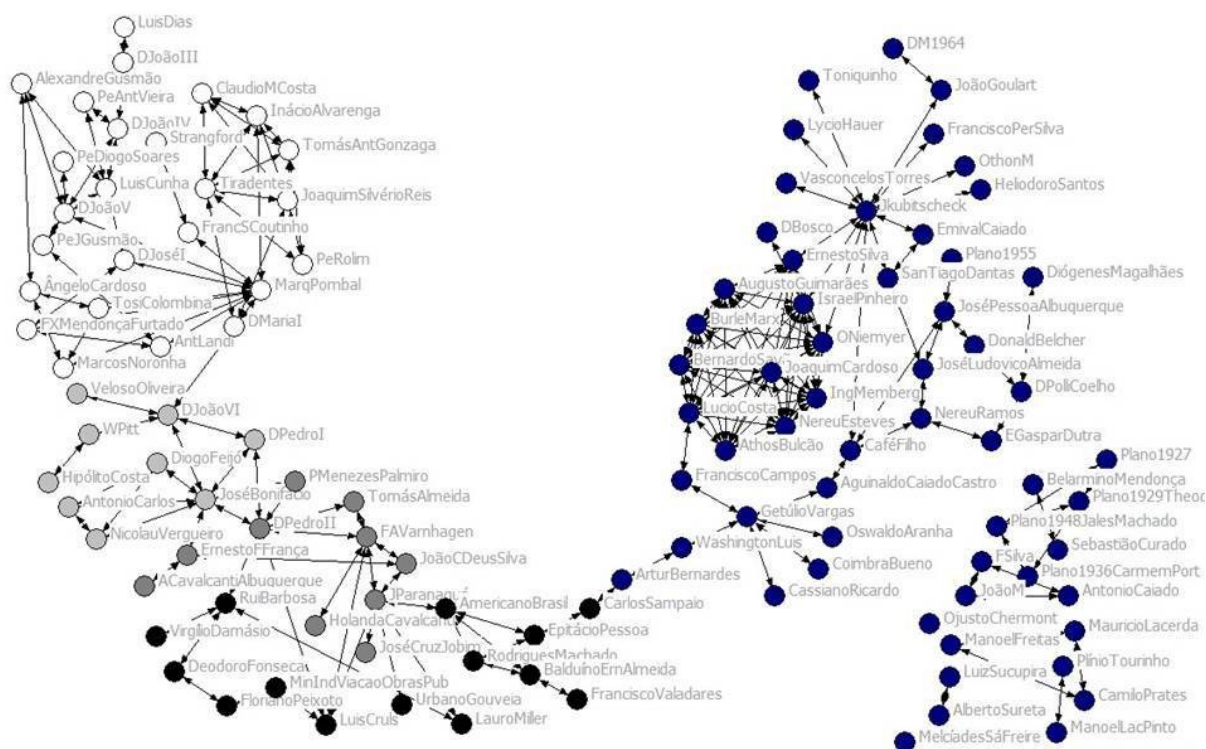 LuisDias
DJoãoIII
AlexandreGusmão
PeAntVieira
DJoãoIV
ClaudioMCosta
InácioAlvarenga
Strangford
TomásAntGonzaga
PeDiogoSoares
LuisCunha
Tiradentes
JoaquimSilvérioReis
DJoãoV
FrancSCoutinho
PeJGusmão
DJoséI
PeRolim
ÂngeloCardoso
MarqPombal
TosiColombina
FXMendonçaFurtado
DMariaI
AntLandi
MarcosNoronha
VelosoOliveira
DJoãoVI
WPitt
DPedroI
DiogoFeijó
HipólitoCosta
PMenezesPalmiro
AntonioCarlos
JoséBonifácio
TomásAlmeida
NicolauVergueiro
DPedroII
FAVarnhagen
ErnestoFFrança
JoãoCDeusSilva
ACavalcantiAlbuquerque
RuiBarbosa
JParanaguá
AmericanoBrasil
HolandaCavalcanti
VirgílioDamásio
JoséCruzJobim
EpitácioPessoa
CarlosSampaio
DeodoroFonseca
RodriguesMachado
MinIndViacaoObrasPub
BalduínoErnAlmeida
FlorianoPeixoto
UrbanoGouveia
FranciscoValadares
LuisCruls
LauroMiller
DM1964
Toniquinho
JoãoGoulart
LycioHauer
FranciscoPerSilva
OthonM
VasconcelosTorres
HeliodoroSantos
Jkubitscheck
DBosco
EmivalCaiado
ErnestoSilva
Plano1955
SanTiagoDantas
DiógenesMagalhães
AugustoGuimarães
IsraelPinheiro
JoséPessoaAlbuquerque
BurleMarx
ONiemyer
DonaldBelcher
BernardoSay
JoaquimCardoso
JoséLudovicoAlmeida
DPoliCoelho
IngMemberg
LucioCosta
NereuEsteves
NereuRamos
AthosBulcão
CaféFilho
EGasparDutra
FranciscoCampos
AguinaldoCaiadoCastro
Plano1927
BelarminoMendonça
Plano1929Theod
GetúlioVargas
OswaldoAranha
Plano1948JalesMachado
WashingtonLuis
SebastiãoCurado
CoimbraBueno
FSilva
Plano1936CarmemPort
ArturBernardes
CassianoRicardo
JoãoM
AntonioCaiado
OjustoChermont
MauricioLacerda
ManoelFreitas
LuizSucupira
PlínioTourinho
CamiloPrates
AlbertoSureta
ManoelLacPinto
MelcíadesSáFreire